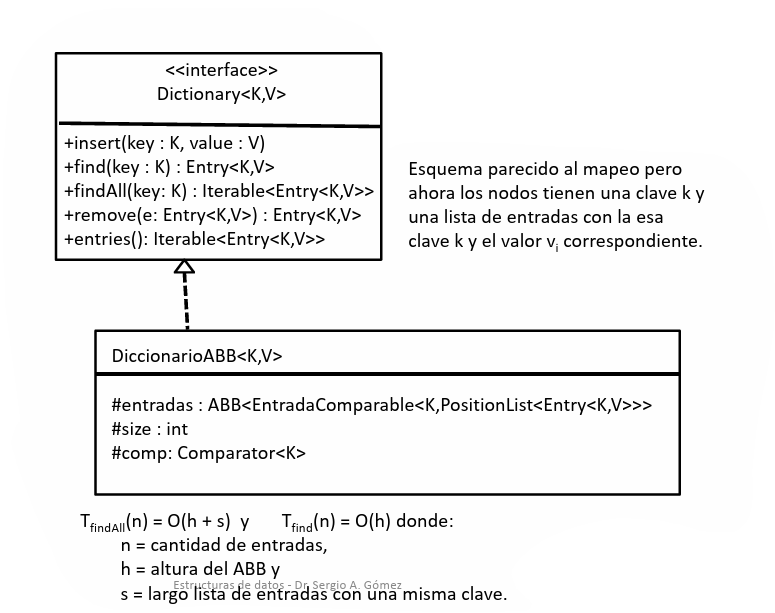 <<interface>>
Dictionary<K,V>
+insert(key : K, value : V)
+find(key : K) : Entry<K,V>
+findAll(key: K) : Iterable<Entry<K,V>>
+remove(e: Entry<K,V>) : Entry<K,V>
+entries(): Iterable<Entry<K,V>>
Esquema parecido al mapeo pero
ahora los nodos tienen una clave k y
una lista de entradas con la esa
clave k y el valor vi correspondiente.
DiccionarioABB<K,V>
#entradas : ABB<EntradaComparable<K,PositionList<Entry<K,V>>>
#size : int
#comp: Comparator<K>
TfindAll(n) = O(h + s) y Tfind(n) = O(h) donde:
n = cantidad de entradas,
h = altura del ABB y
Estructuras de datos - Dr. Sergio A. Gómez
s = largo lista de entradas con una misma clave.